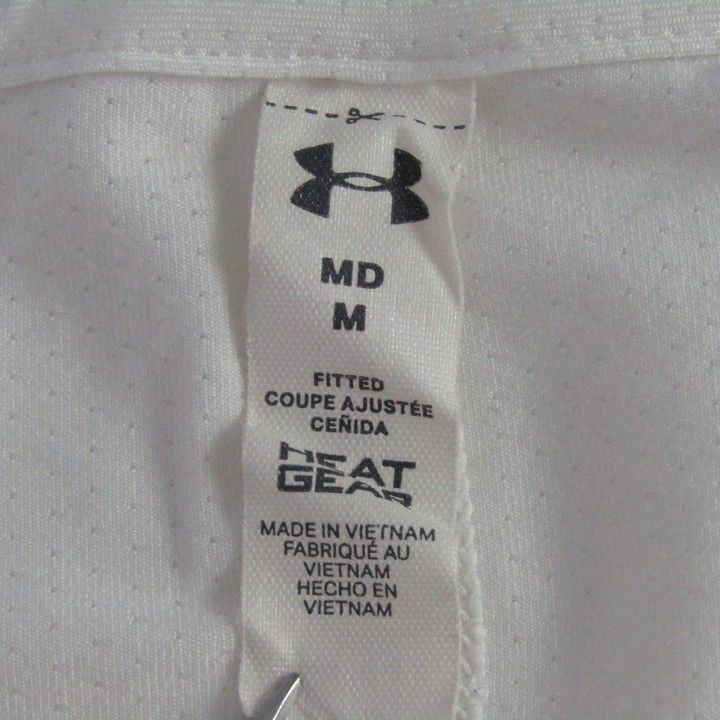 MD
M
FITTED
COUPE AJUSTÉE
CEÑIDA
HEAT
GEAR
MADE IN VIETNAM
FABRIQUÉ AU
VIETNAM
HECHO EN
VIETNAM